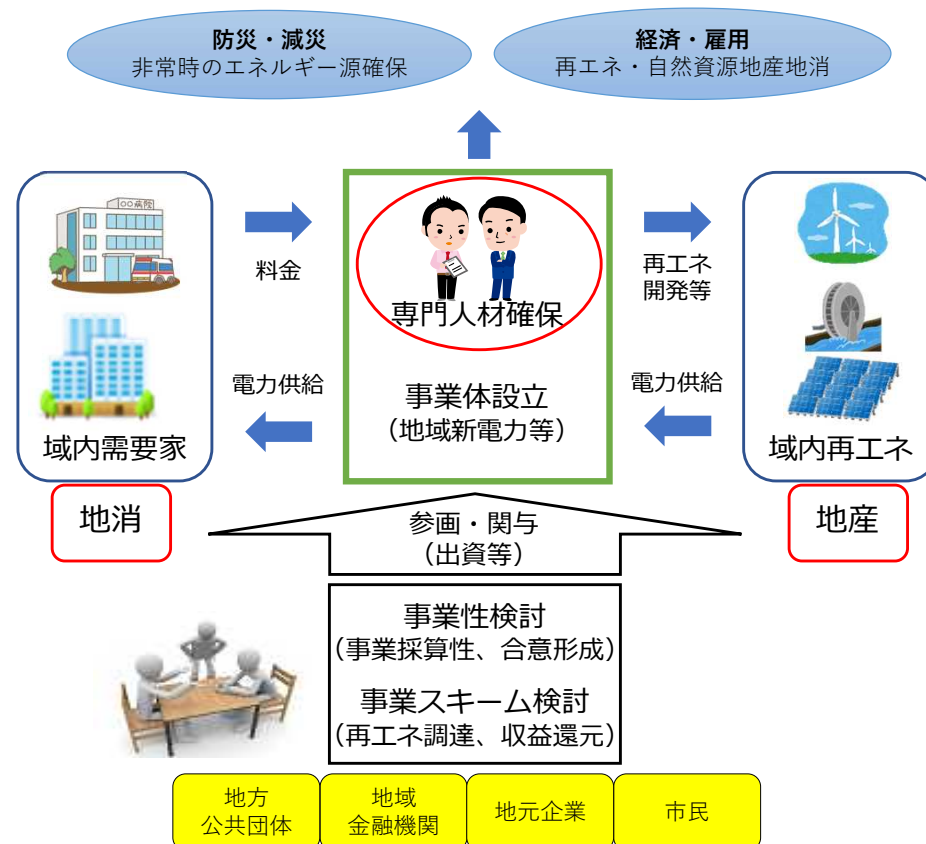 防災・減災
非常時のエネルギー源確保
経済・雇用
再エネ・自然資源地産地消
〇〇病院
料金
専門人材確保
再エネ
開発等
電力供給
事業体設立
（地域新電力等）
電力供給
域内需要家
域内再エネ
地消
地産
参画・関与
（出資等）
事業性検討
（事業採算性、合意形成）
事業スキーム検討
（再エネ調達、収益還元）
地方
公共団体
地域
金融機関
地元企業
市民